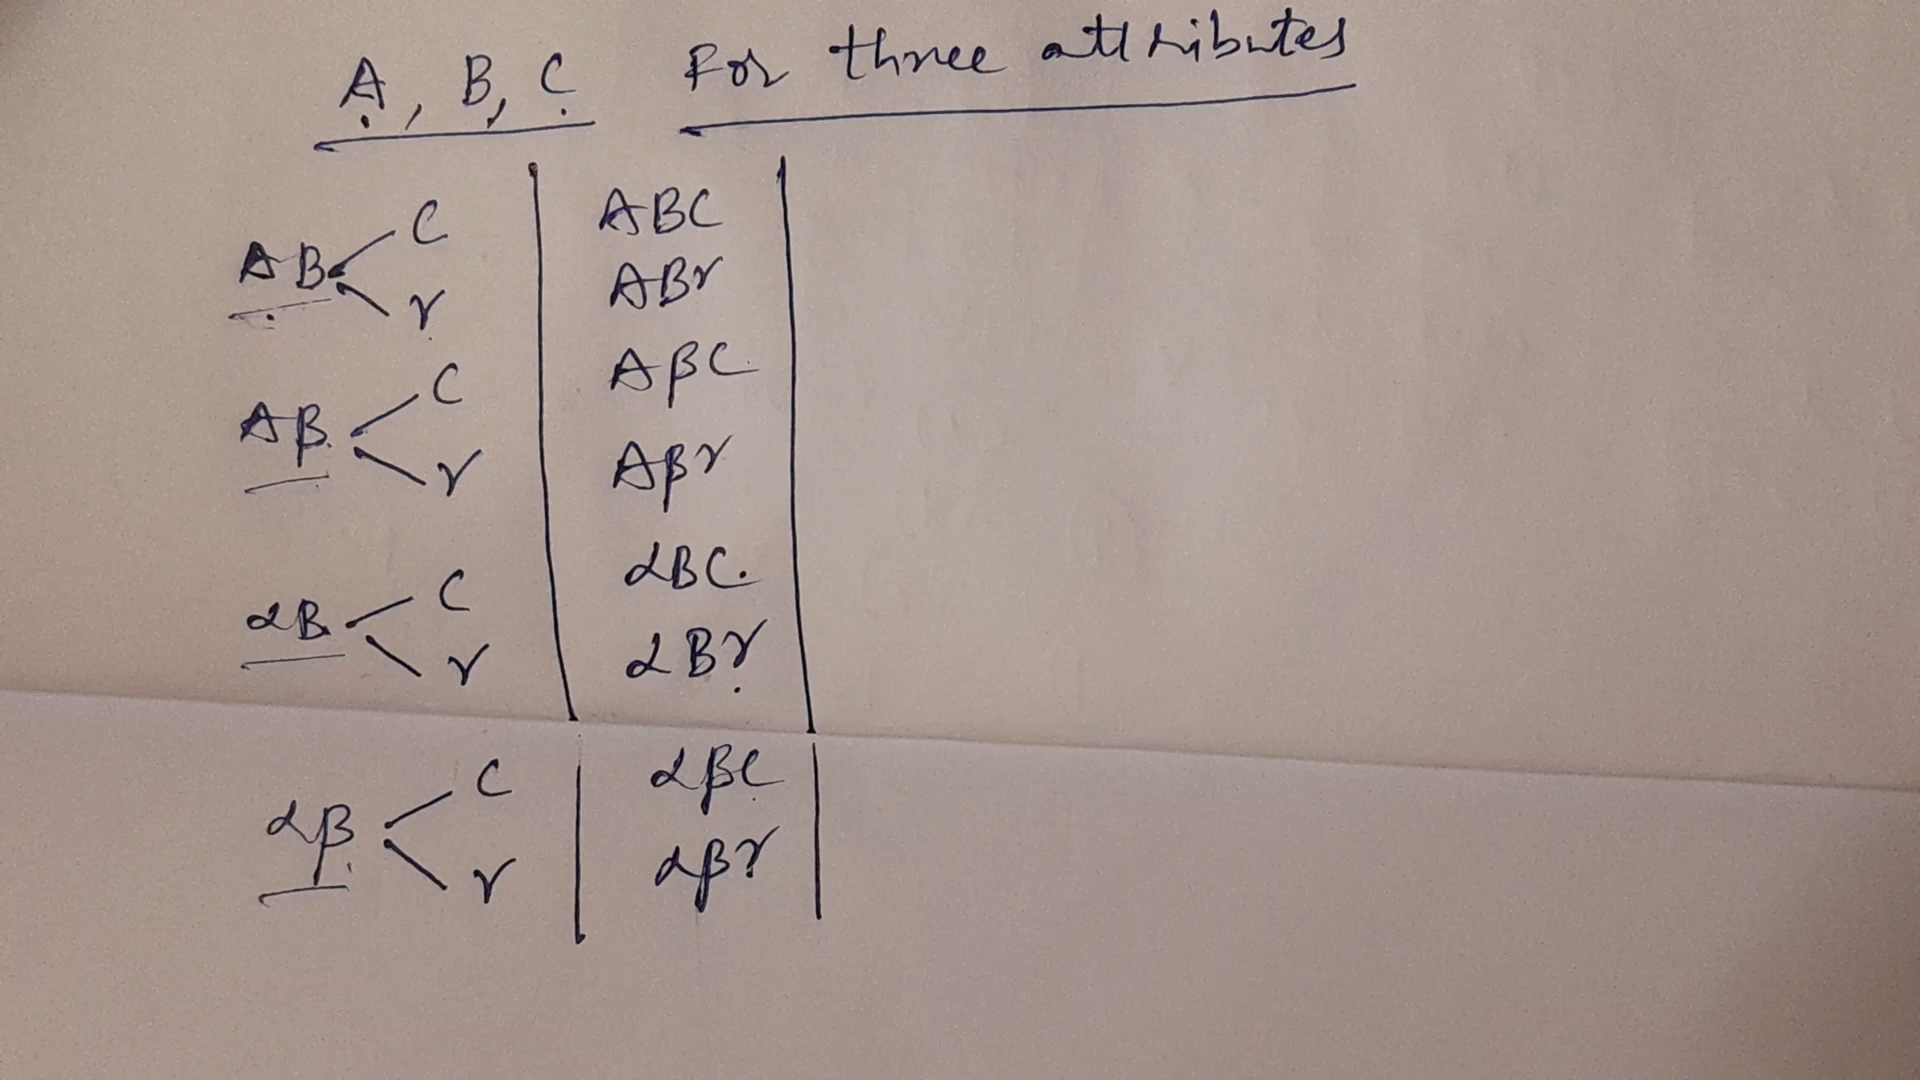 A, B, C For three attributes
AB C ABC
γ ABγ
Aβ C AβC
γ Aβγ
αB C αBC.
γ αBγ
αβ C αβC
γ αβγ